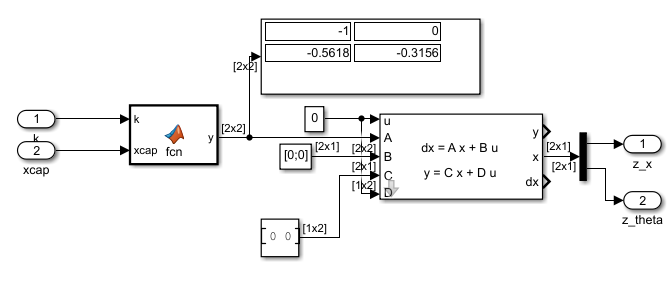 -1 0
-0.5618 -0.3156
[2x2]
1
k
2
xcap
k
xcap
y
fcn
[2x2]
0
[0;0]
[2x1]
[2x2]
[2x1]
[1x2]
u
A
B
C
D
dx = A x + B u
y = C x + D u
y
x
dx
[2x1]
[2x1]
1
z_x
2
z_theta
0 0
[1x2]